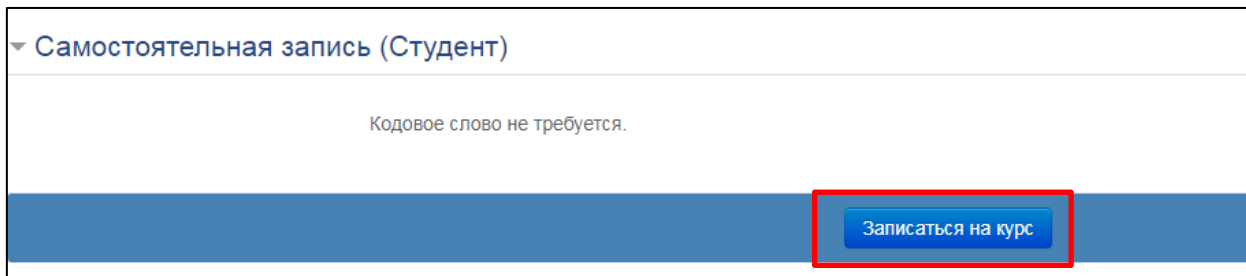 Самостоятельная запись (Студент)
Кодовое слово не требуется.
Записаться на курс